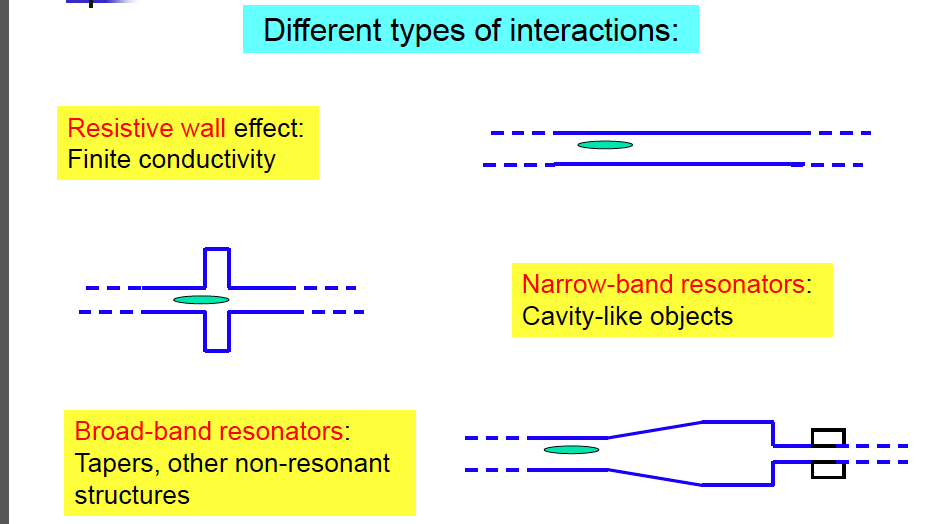 Different types of interactions:
Resistive wall effect:
Finite conductivity
Narrow-band resonators:
Cavity-like objects
Broad-band resonators:
Tapers, other non-resonant
structures